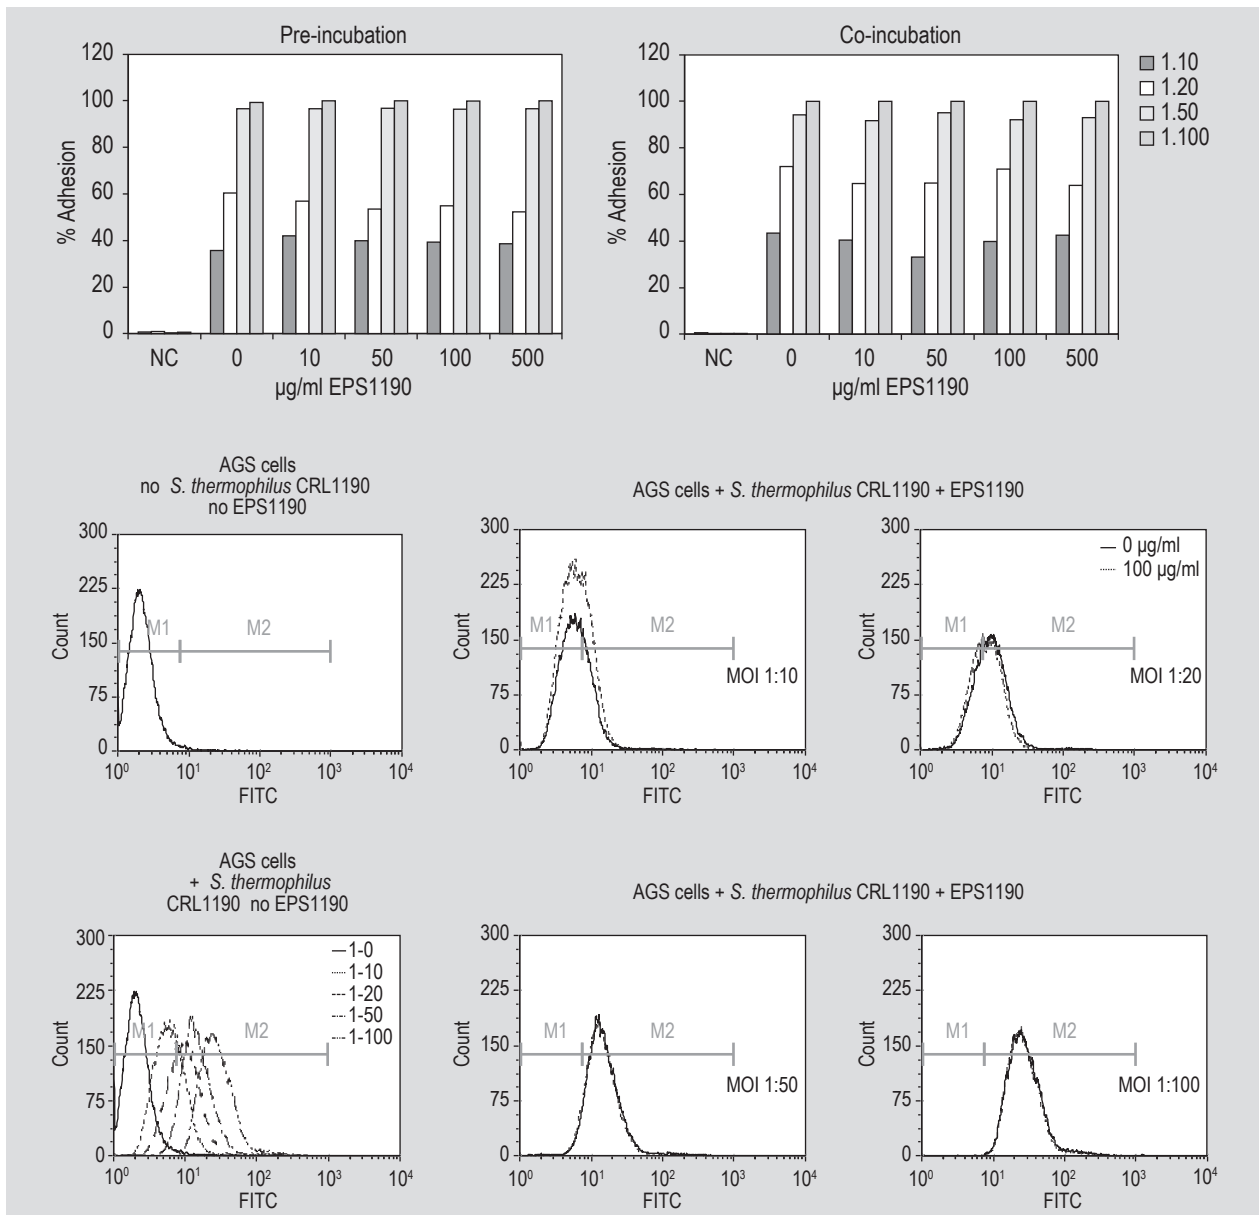 Pre-incubation
120
100
80
60
40
20
0
% Adhesion
NC 0 10 50 100 500
µg/ml EPS1190
Co-incubation
120
100
80
60
40
20
0
% Adhesion
NC 0 10 50 100 500
µg/ml EPS1190
1.10
1.20
1.50
1.100
AGS cells
no S. thermophilus CRL1190
no EPS1190
300
225
150
75
0
Count
M1 M2
10⁰ 10¹ 10² 10³ 10⁴
FITC
AGS cells + S. thermophilus CRL1190 + EPS1190
300
225
150
75
0
Count
M1 M2
MOI 1:10
10⁰ 10¹ 10² 10³ 10⁴
FITC
300
225
150
75
0
Count
0 µg/ml
100 µg/ml
M1 M2
MOI 1:20
10⁰ 10¹ 10² 10³ 10⁴
FITC
AGS cells
+ S. thermophilus
CRL1190 no EPS1190
300
225
150
75
0
Count
1-0
1-10
1-20
1-50
1-100
M1 M2
10⁰ 10¹ 10² 10³ 10⁴
FITC
AGS cells + S. thermophilus CRL1190 + EPS1190
300
225
150
75
0
Count
M1 M2
MOI 1:50
10⁰ 10¹ 10² 10³ 10⁴
FITC
300
225
150
75
0
Count
M1 M2
MOI 1:100
10⁰ 10¹ 10² 10³ 10⁴
FITC